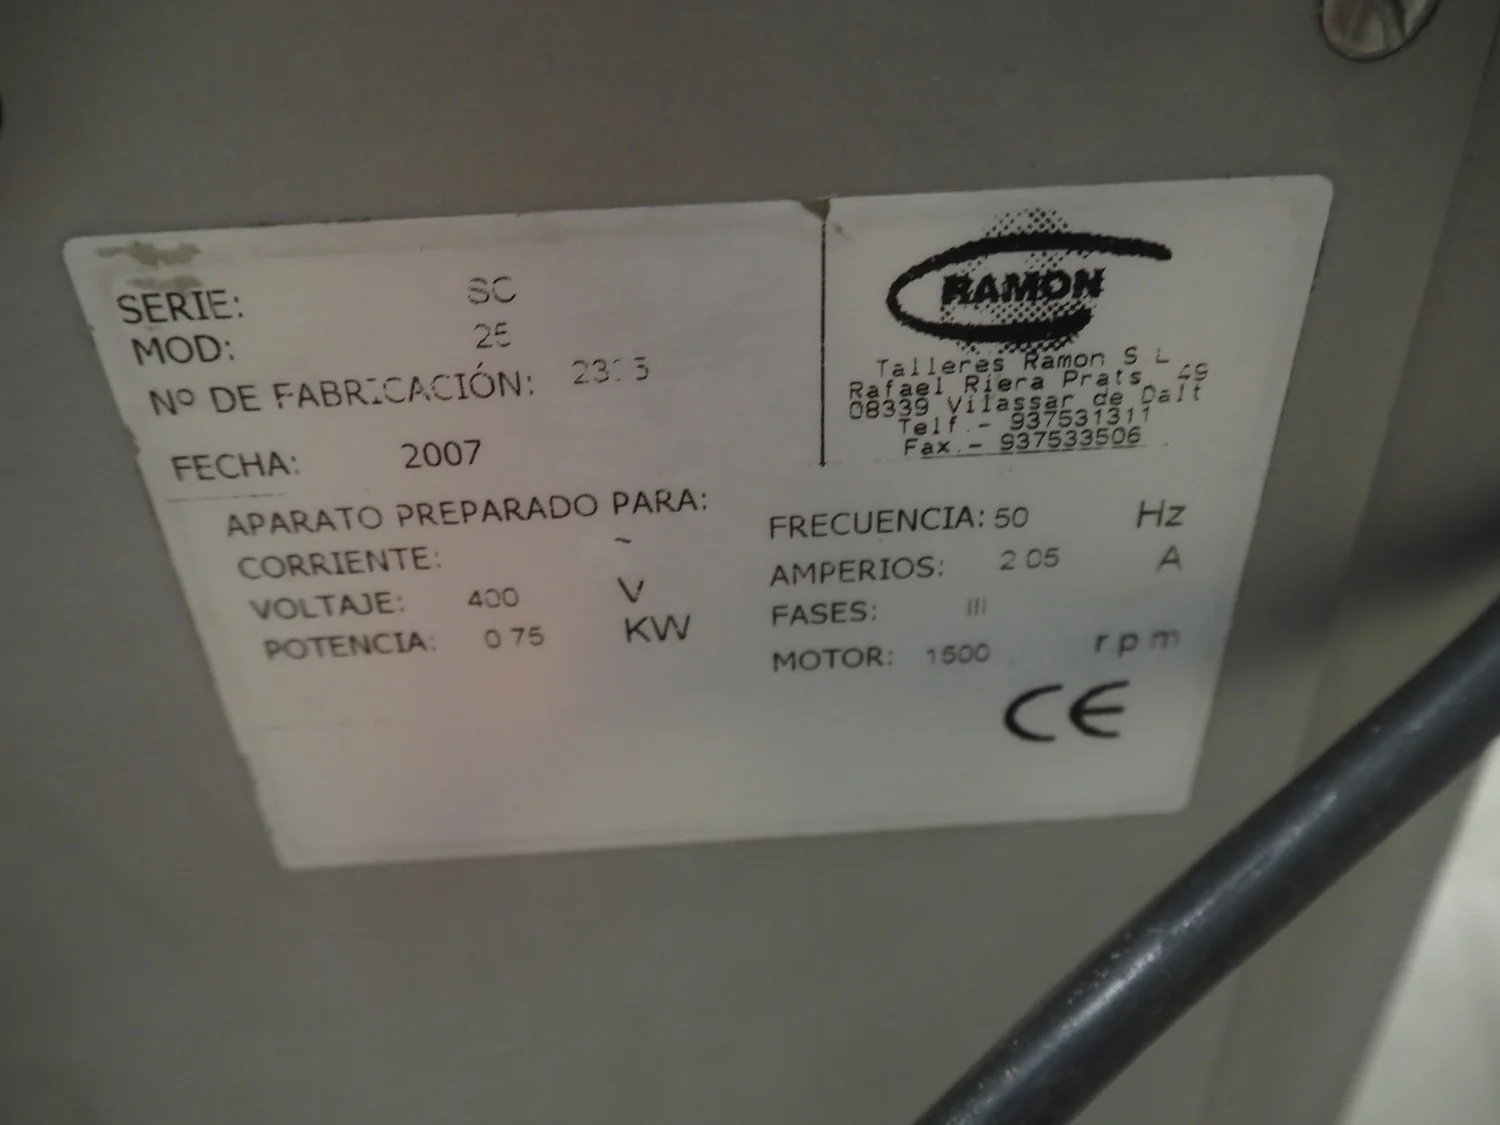 SERIE: SC
MOD: 25
Nº DE FABRICACIÓN:
FECHA: 2007
RAMON
Talleres Ramon S L
Rafael Riera Prats, 49
08339 Vilassar de Dalt
Telf.- 937531311
Fax.- 937533506
APARATO PREPARADO PARA:
CORRIENTE: ~
VOLTAJE: 400 V
POTENCIA: 0 75 KW
FRECUENCIA: 50 Hz
AMPERIOS: 2 05 A
FASES: III
MOTOR: 1500 rpm
CE